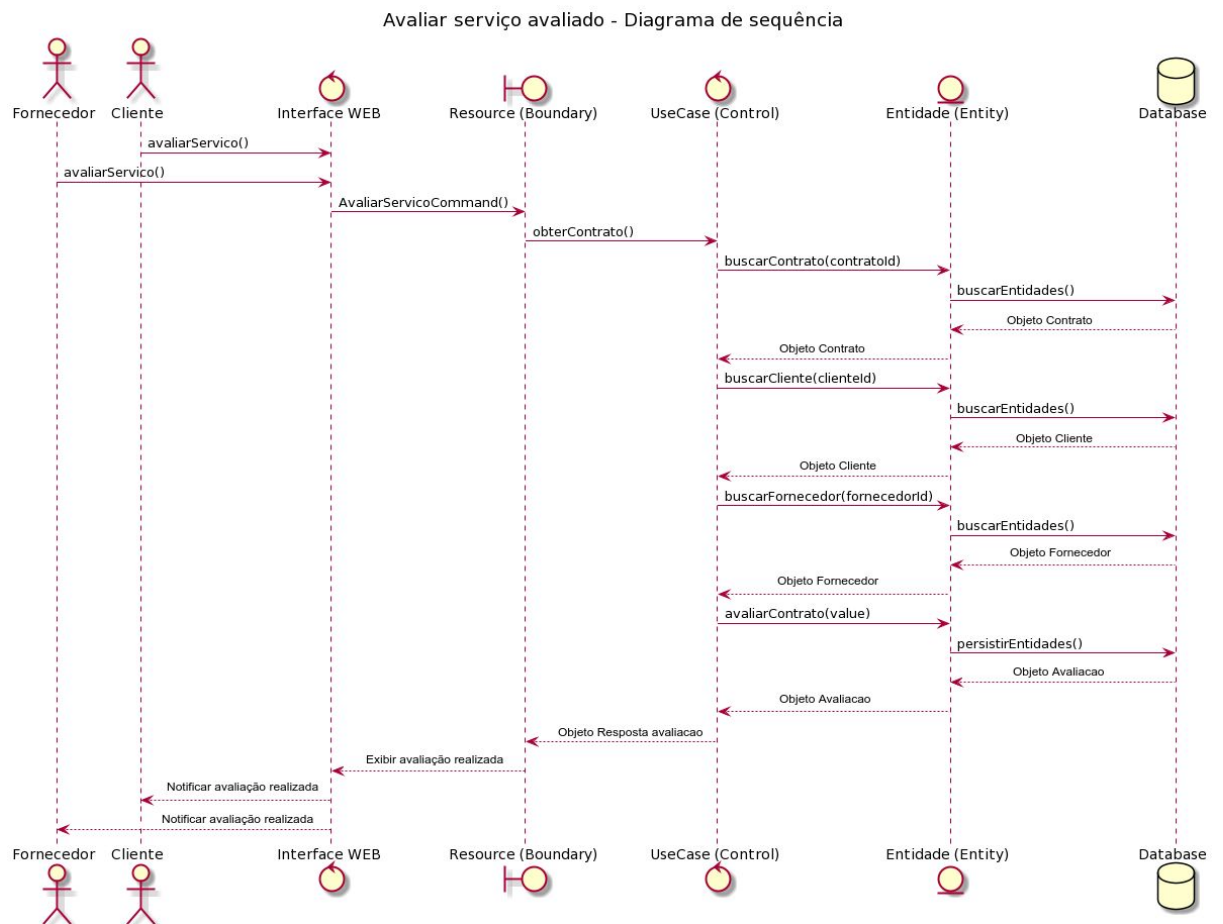 Avaliar serviço avaliado - Diagrama de sequência
Fornecedor
Cliente
Interface WEB
Resource (Boundary)
UseCase (Control)
Entidade (Entity)
Database
avaliarServico()
avaliarServico()
AvaliarServicoCommand()
obterContrato()
buscarContrato(contratoId)
buscarEntidades()
Objeto Contrato
Objeto Contrato
buscarCliente(clienteId)
buscarEntidades()
Objeto Cliente
Objeto Cliente
buscarFornecedor(fornecedorId)
buscarEntidades()
Objeto Fornecedor
Objeto Fornecedor
avaliarContrato(value)
persistirEntidades()
Objeto Avaliacao
Objeto Avaliacao
Objeto Resposta avaliacao
Exibir avaliação realizada
Notificar avaliação realizada
Notificar avaliação realizada
Fornecedor
Cliente
Interface WEB
Resource (Boundary)
UseCase (Control)
Entidade (Entity)
Database